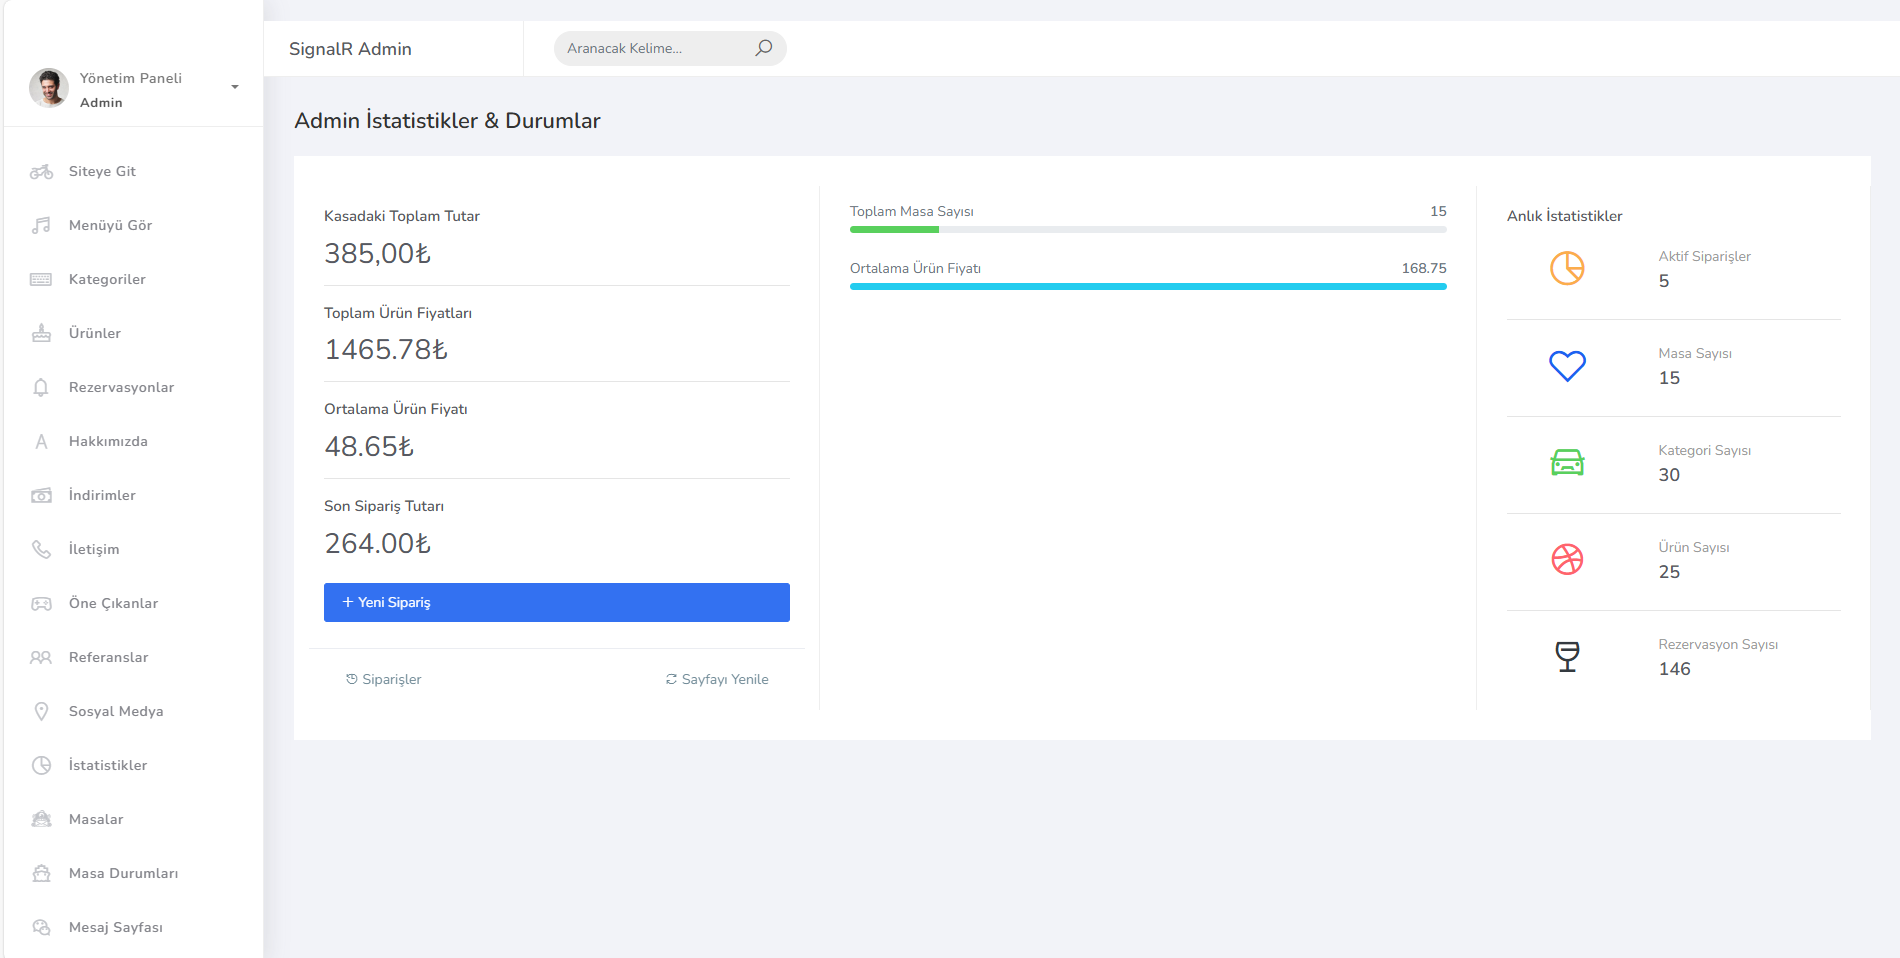 Yönetim Paneli
Admin
Siteye Git
Menüyü Gör
Kategoriler
Ürünler
Rezervasyonlar
Hakkımızda
İndirimler
İletişim
Öne Çıkanlar
Referanslar
Sosyal Medya
İstatistikler
Masalar
Masa Durumları
Mesaj Sayfası
SignalR Admin
Aranacak Kelime...
Admin İstatistikler & Durumlar
Kasadaki Toplam Tutar
385,00₺
Toplam Ürün Fiyatları
1465.78₺
Ortalama Ürün Fiyatı
48.65₺
Son Sipariş Tutarı
264.00₺
+ Yeni Sipariş
Siparişler
Sayfayı Yenile
Toplam Masa Sayısı 15
Ortalama Ürün Fiyatı 168.75
Anlık İstatistikler
Aktif Siparişler
5
Masa Sayısı
15
Kategori Sayısı
30
Ürün Sayısı
25
Rezervasyon Sayısı
146